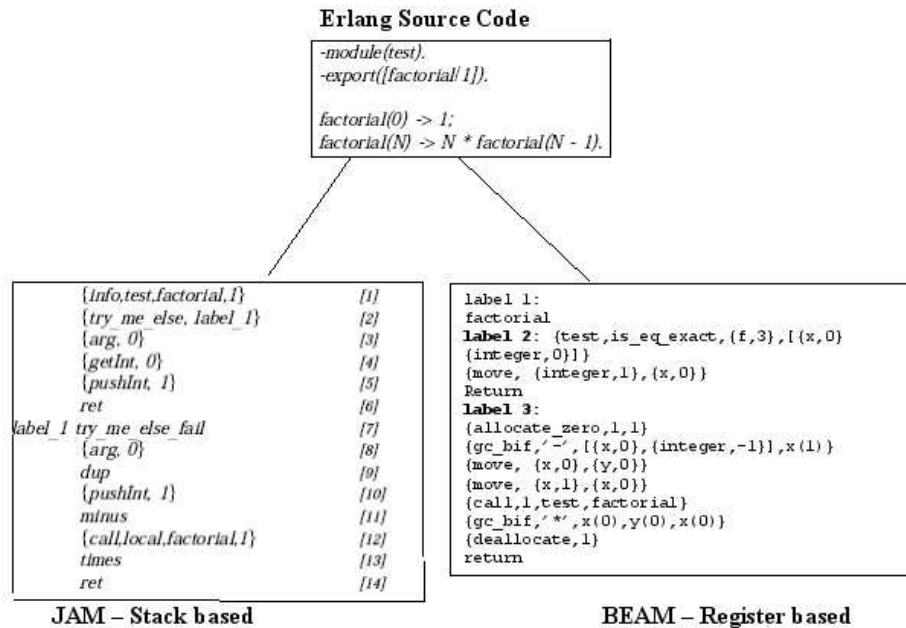 Erlang Source Code
-module(test).
-export([factorial/1]).
factorial(0) -> 1;
factorial(N) -> N * factorial(N - 1).
{info,test,factorial,1} [1]
{try_me_else, label_1} [2]
{arg, 0} [3]
{getInt, 0} [4]
{pushInt, 1} [5]
ret [6]
label_1 try_me_else_fail [7]
{arg, 0} [8]
dup [9]
{pushInt, 1} [10]
minus [11]
{call,local,factorial,1} [12]
times [13]
ret [14]
JAM – Stack based
label 1:
factorial
label 2: {test,is_eq_exact,{f,3},[{x,0}
{integer,0}]}
{move, {integer,1},{x,0}}
Return
label 3:
{allocate_zero,1,1}
{gc_bif,'-',[{x,0},{integer,-1}],x(1)}
{move, {x,0},{y,0}}
{move, {x,1},{x,0}}
{call,1,test,factorial}
{gc_bif,'*',x(0),y(0),x(0)}
{deallocate,1}
return
BEAM – Register based